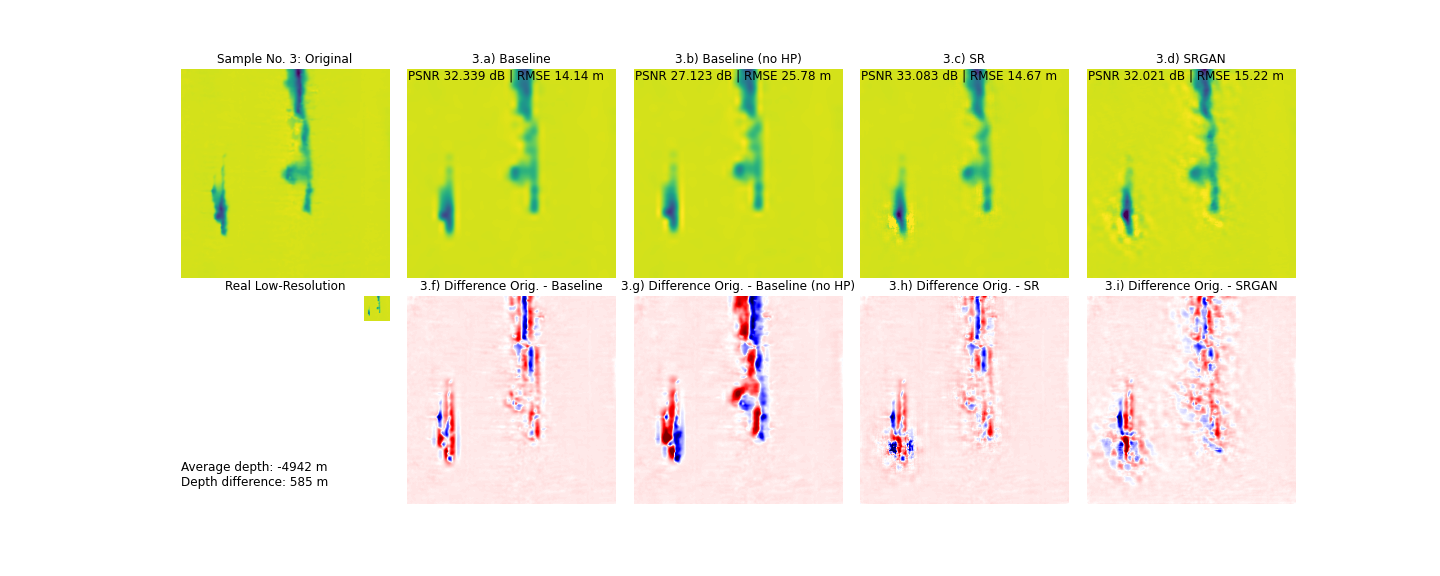 Sample No. 3: Original
3.a) Baseline
3.b) Baseline (no HP)
3.c) SR
3.d) SRGAN
PSNR 32.339 dB | RMSE 14.14 m
PSNR 27.123 dB | RMSE 25.78 m
PSNR 33.083 dB | RMSE 14.67 m
PSNR 32.021 dB | RMSE 15.22 m
Real Low-Resolution
3.f) Difference Orig. - Baseline
3.g) Difference Orig. - Baseline (no HP)
3.h) Difference Orig. - SR
3.i) Difference Orig. - SRGAN
Average depth: -4942 m
Depth difference: 585 m